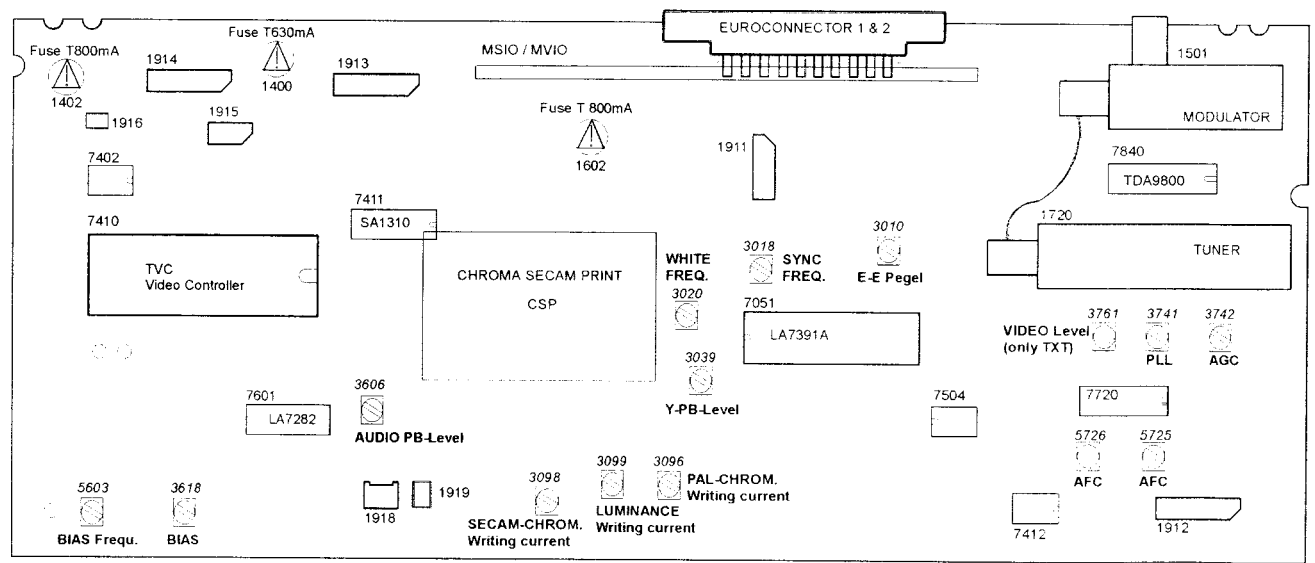 EUROCONNECTOR 1 & 2
Fuse T800mA
1402
Fuse T630mA
1400
1914
1913
MSIO / MVIO
1501
MODULATOR
1916
1915
Fuse T 800mA
1602
1911
7402
7840
TDA9800
7411
SA1310
7410
TVC
Video Controller
CHROMA SECAM PRINT
CSP
1720
TUNER
WHITE
FREQ.
3020
3018
SYNC
FREQ.
3010
E-E Pegel
7051
LA7391A
VIDEO Level
(only TXT)
3761
3741
PLL
3742
AGC
3039
Y-PB-Level
7601
LA7282
3606
AUDIO PB-Level
7504
7720
5726
AFC
5725
AFC
5603
BIAS Frequ.
3618
BIAS
1918
1919
3098
SECAM-CHROM.
Writing current
3099
LUMINANCE
Writing current
3096
PAL-CHROM.
Writing current
7412
1912